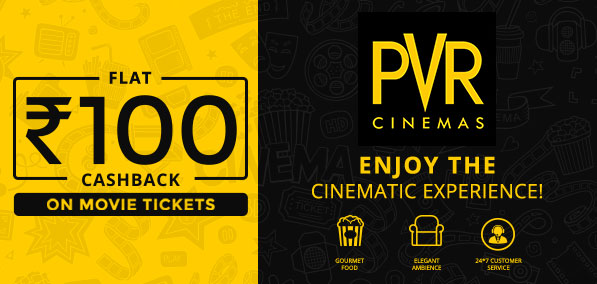 FLAT
₹100
CASHBACK
ON MOVIE TICKETS
PVR
CINEMAS
ENJOY THE
CINEMATIC EXPERIENCE!
GOURMET
FOOD
ELEGANT
AMBIENCE
24*7 CUSTOMER
SERVICE